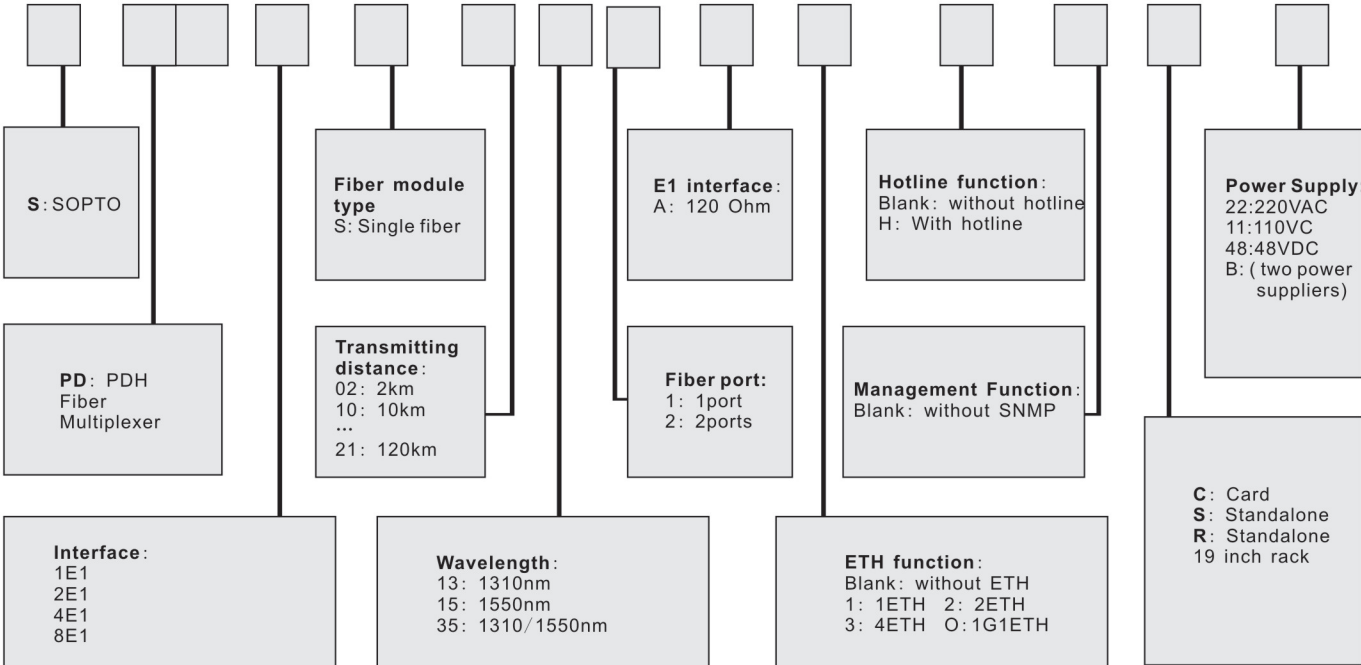 S: SOPTO
PD: PDH
Fiber
Multiplexer
Interface:
1E1
2E1
4E1
8E1
Fiber module
type
S: Single fiber
Transmitting
distance:
02: 2km
10: 10km
...
21: 120km
Wavelength:
13: 1310nm
15: 1550nm
35: 1310/1550nm
Fiber port:
1: 1port
2: 2ports
E1 interface:
A: 120 Ohm
ETH function:
Blank: without ETH
1: 1ETH 2: 2ETH
3: 4ETH O:1G1ETH
Hotline function:
Blank: without hotline
H: With hotline
Management Function:
Blank: without SNMP
C: Card
S: Standalone
R: Standalone
19 inch rack
Power Supply:
22:220VAC
11:110VC
48:48VDC
B: ( two power
suppliers)